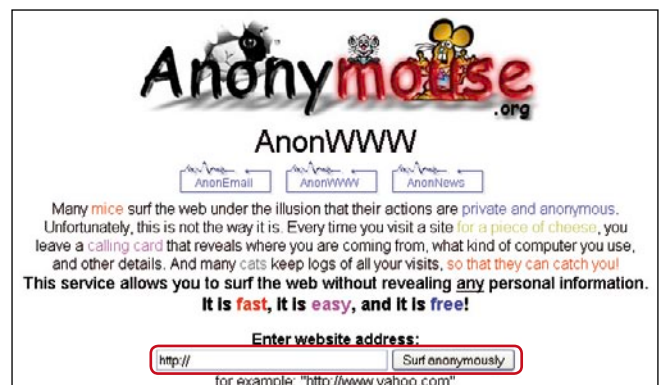 Anonymouse
.org
AnonWWW
AnonEmail AnonWWW AnonNews
Many mice surf the web under the illusion that their actions are private and anonymous.
Unfortunately, this is not the way it is. Every time you visit a site for a piece of cheese, you
leave a calling card that reveals where you are coming from, what kind of computer you use,
and other details. And many cats keep logs of all your visits, so that they can catch you!
This service allows you to surf the web without revealing any personal information.
It is fast, it is easy, and it is free!
Enter website address:
http:// Surf anonymously
for example: "http://www.yahoo.com"